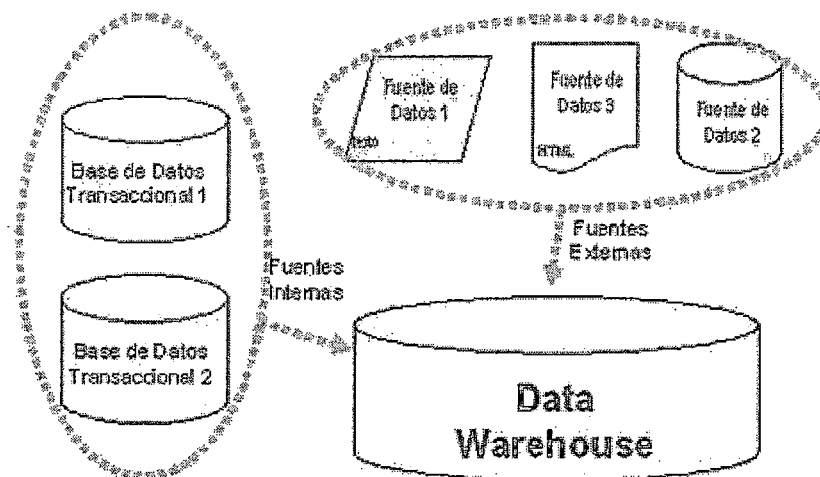 Base de Datos
Transaccional 1
Base de Datos
Transaccional 2
Fuente de
Datos 1
texto
Fuente de
Datos 3
HTML
Fuente de
Datos 2
Fuentes
Internas
Fuentes
Externas
Data
Warehouse